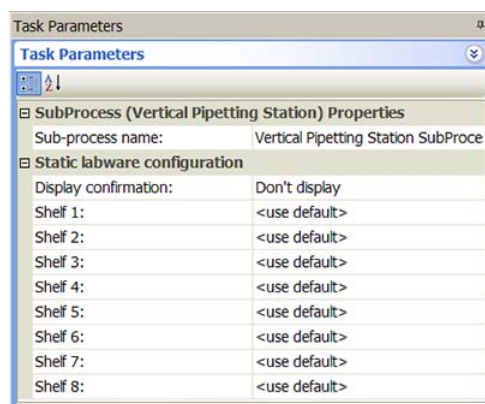 Task Parameters
Task Parameters
SubProcess (Vertical Pipetting Station) Properties
Sub-process name: Vertical Pipetting Station SubProce
Static labware configuration
Display confirmation: Don't display
Shelf 1: <use default>
Shelf 2: <use default>
Shelf 3: <use default>
Shelf 4: <use default>
Shelf 5: <use default>
Shelf 6: <use default>
Shelf 7: <use default>
Shelf 8: <use default>